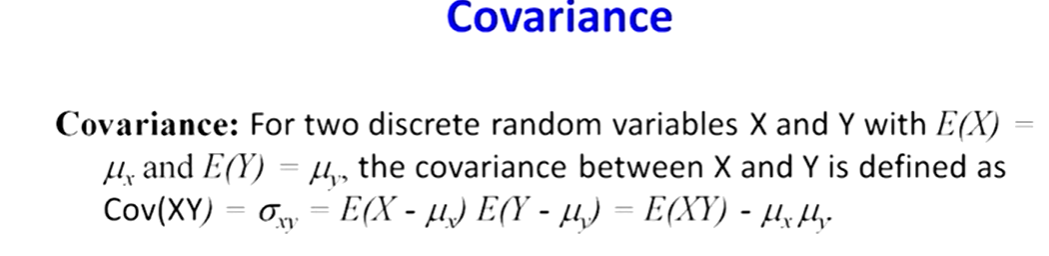 Covariance
Covariance: For two discrete random variables X and Y with E(X) =
μx and E(Y) = μy, the covariance between X and Y is defined as
Cov(XY) = σxy = E(X - μx) E(Y - μy) = E(XY) - μx μy.